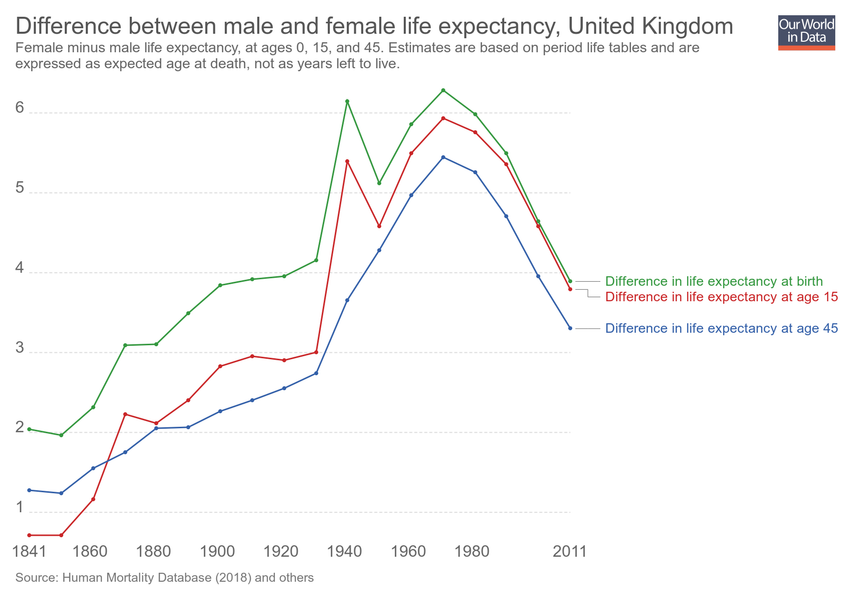 Difference between male and female life expectancy, United Kingdom
Our World
in Data
Female minus male life expectancy, at ages 0, 15, and 45. Estimates are based on period life tables and are
expressed as expected age at death, not as years left to live.
6
5
4
Difference in life expectancy at birth
Difference in life expectancy at age 15
Difference in life expectancy at age 45
3
2
1
1841 1860 1880 1900 1920 1940 1960 1980 2011
Source: Human Mortality Database (2018) and others